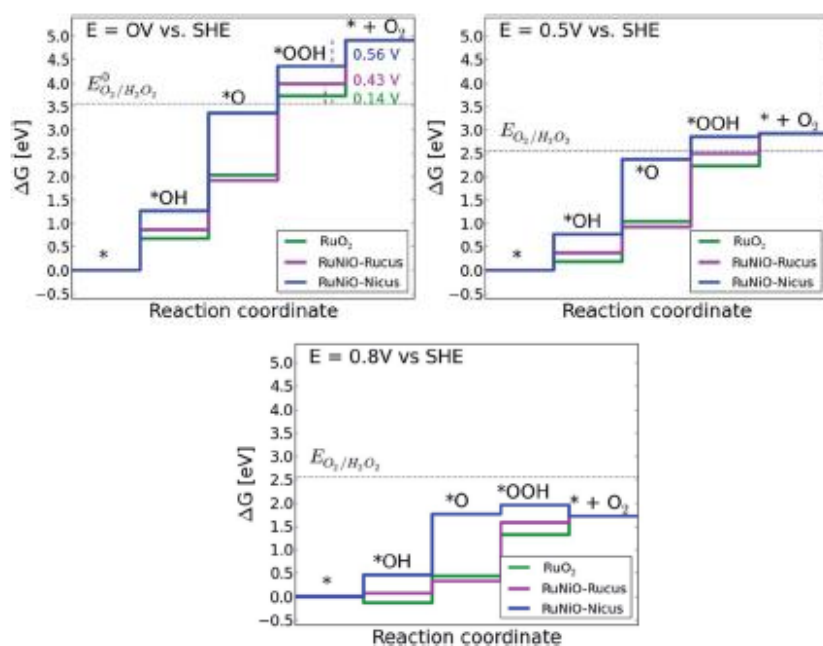 E = 0V vs. SHE
* + O₂
*OOH
0.56 V
0.43 V
0.14 V
E⁰_{O₂/H₂O₂}
*O
*OH
*
5.0
4.5
4.0
3.5
3.0
2.5
2.0
1.5
1.0
0.5
0.0
−0.5
ΔG [eV]
RuO₂
RuNiO-Rucus
RuNiO-Nicus
Reaction coordinate
E = 0.5V vs. SHE
* + O₂
*OOH
E_{O₂/H₂O₂}
*O
*OH
*
5.0
4.5
4.0
3.5
3.0
2.5
2.0
1.5
1.0
0.5
0.0
−0.5
ΔG [eV]
RuO₂
RuNiO-Rucus
RuNiO-Nicus
Reaction coordinate
E = 0.8V vs SHE
E_{O₂/H₂O₂}
*OOH
*O
* + O₂
*OH
*
5.0
4.5
4.0
3.5
3.0
2.5
2.0
1.5
1.0
0.5
0.0
−0.5
ΔG [eV]
RuO₂
RuNiO-Rucus
RuNiO-Nicus
Reaction coordinate